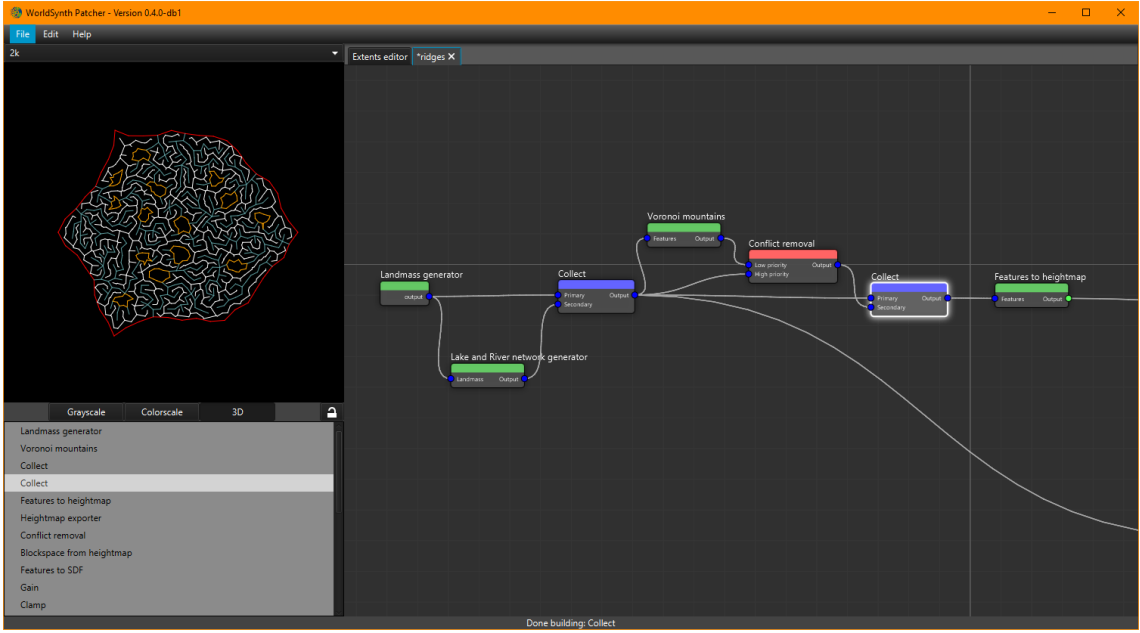 WorldSynth Patcher - Version 0.4.0-db1
File Edit Help
2k
Extents editor *ridges
Voronoi mountains
Features Output
Conflict removal
Low priority Output
High priority
Landmass generator
output
Collect
Primary Output
Secondary
Collect
Primary Output
Secondary
Features to heightmap
Features Output
Lake and River network generator
Landmass Output
Grayscale Colorscale 3D
Landmass generator
Voronoi mountains
Collect
Collect
Features to heightmap
Heightmap exporter
Conflict removal
Blockspace from heightmap
Features to SDF
Gain
Clamp
Done building: Collect